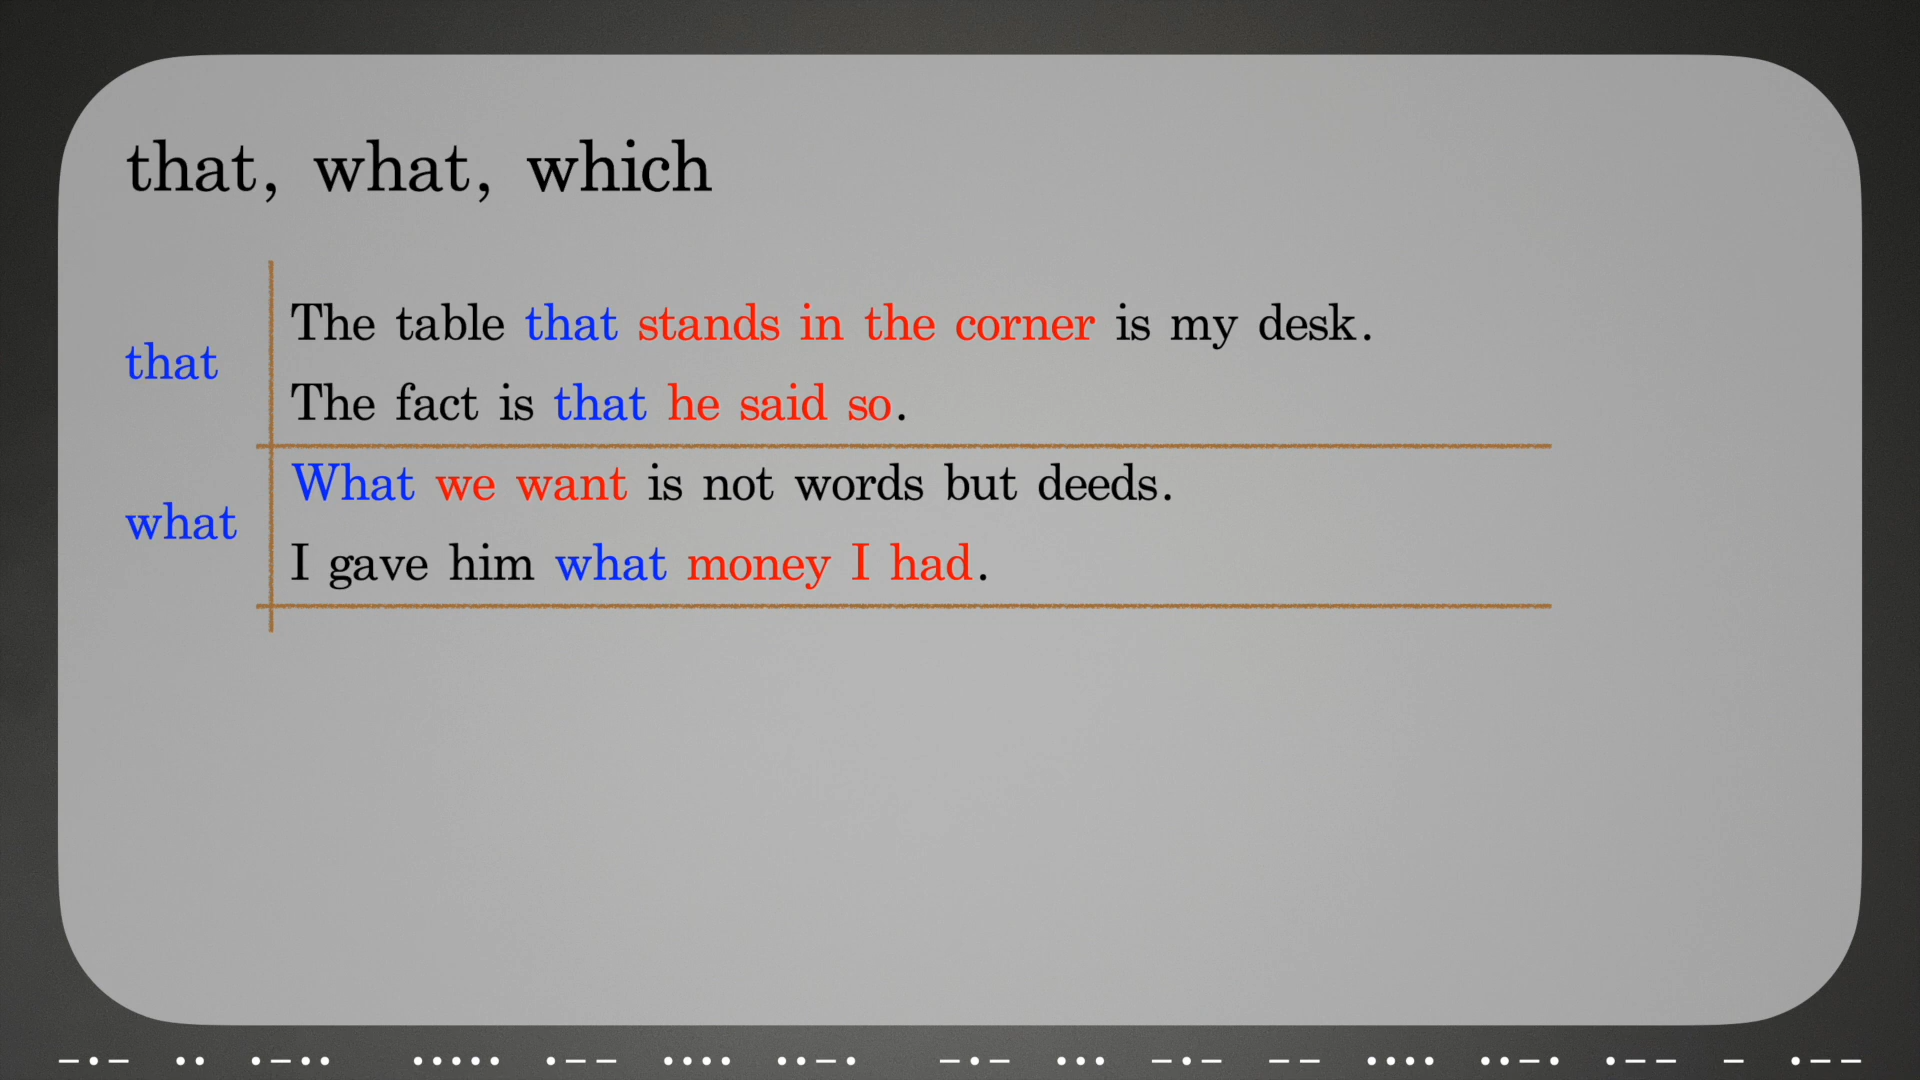 that, what, which
that
The table that stands in the corner is my desk.
The fact is that he said so.
what
What we want is not words but deeds.
I gave him what money I had.
−•− •• •−•• ••••• •−− •••• ••−• −•− ••• −•− −− •••• ••−• •−− − •−−